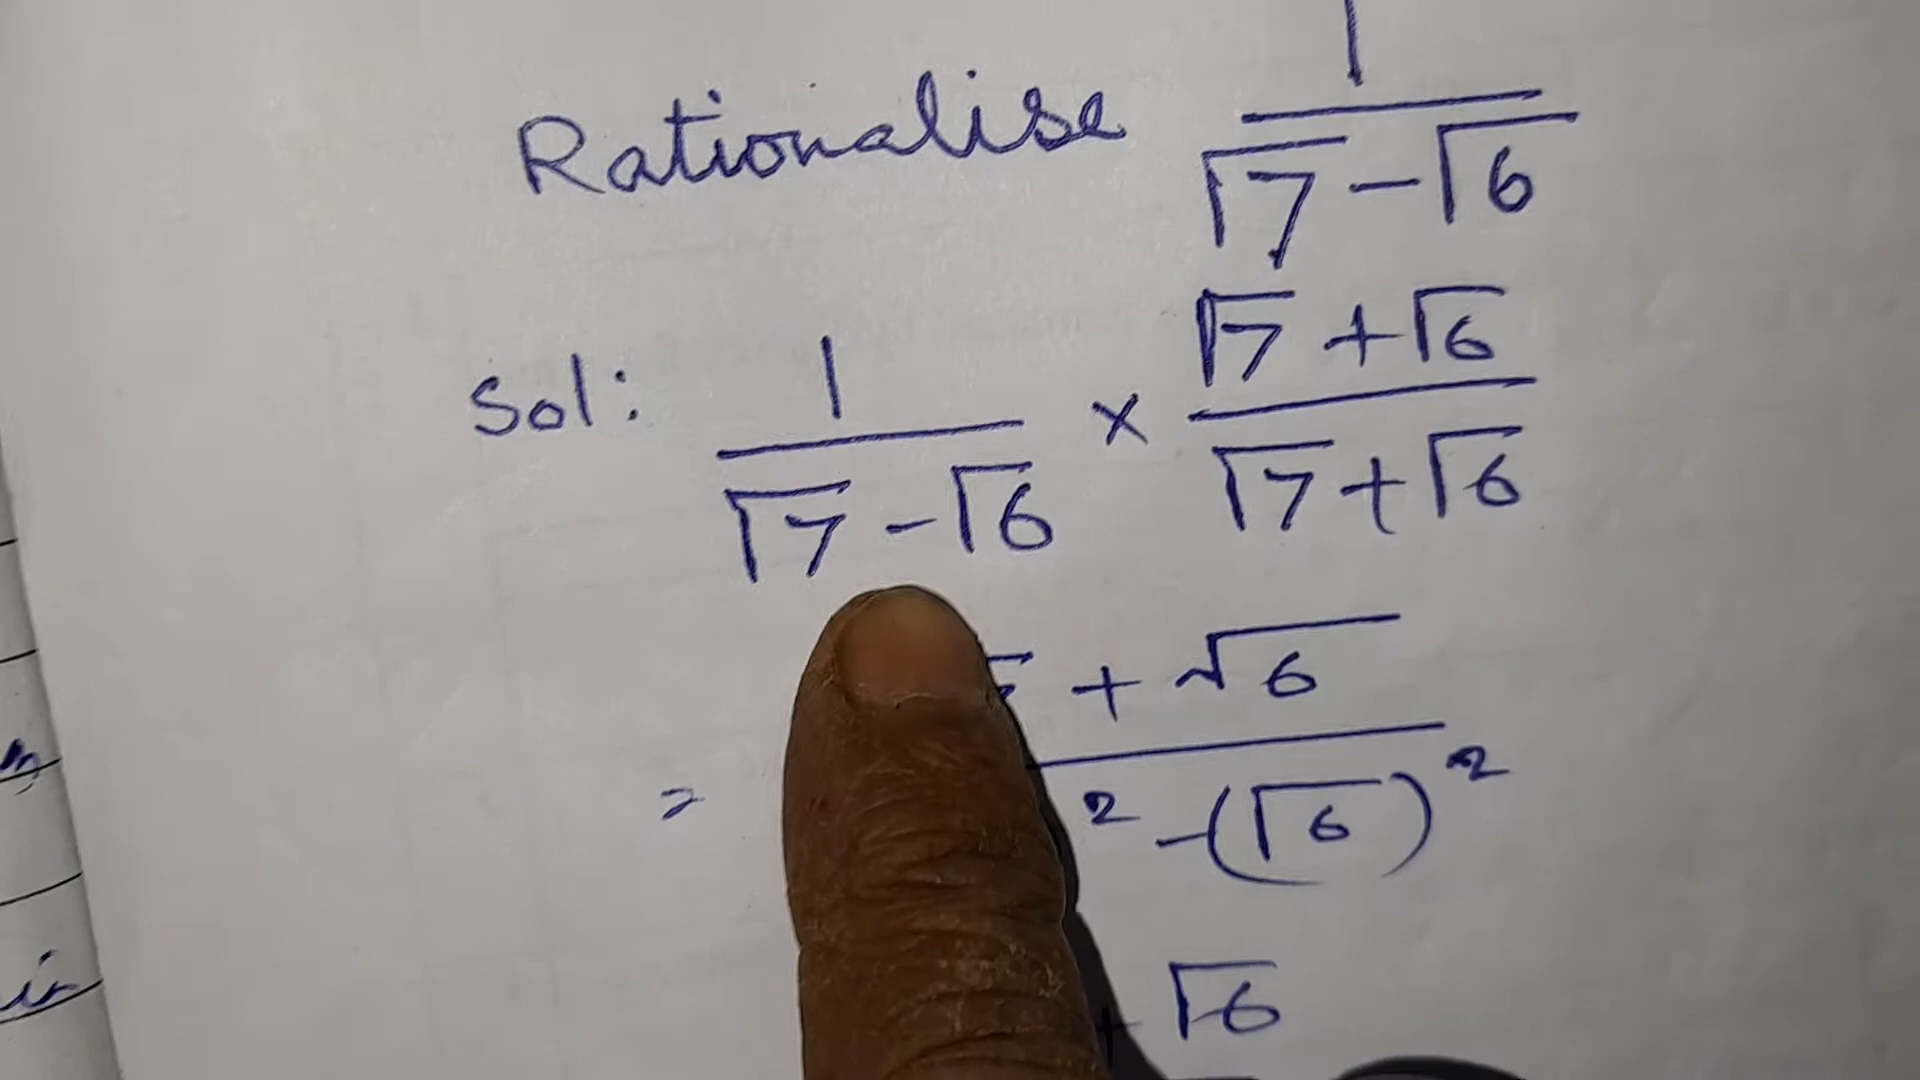 Rationalise 1/(√7 - √6)
Sol: 1/(√7 - √6) × (√7 + √6)/(√7 + √6)
= + √6 / ² - (√6)²
+ √6